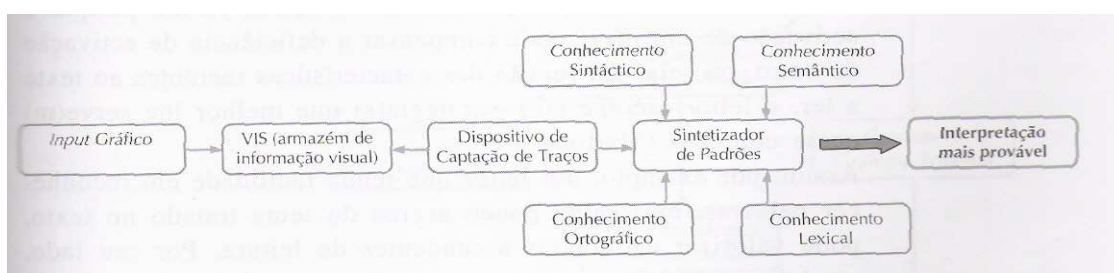 Conhecimento
Sintáctico
Conhecimento
Semântico
Input Gráfico
VIS (armazém de
informação visual)
Dispositivo de
Captação de Traços
Sintetizador
de Padrões
Interpretação
mais provável
Conhecimento
Ortográfico
Conhecimento
Lexical